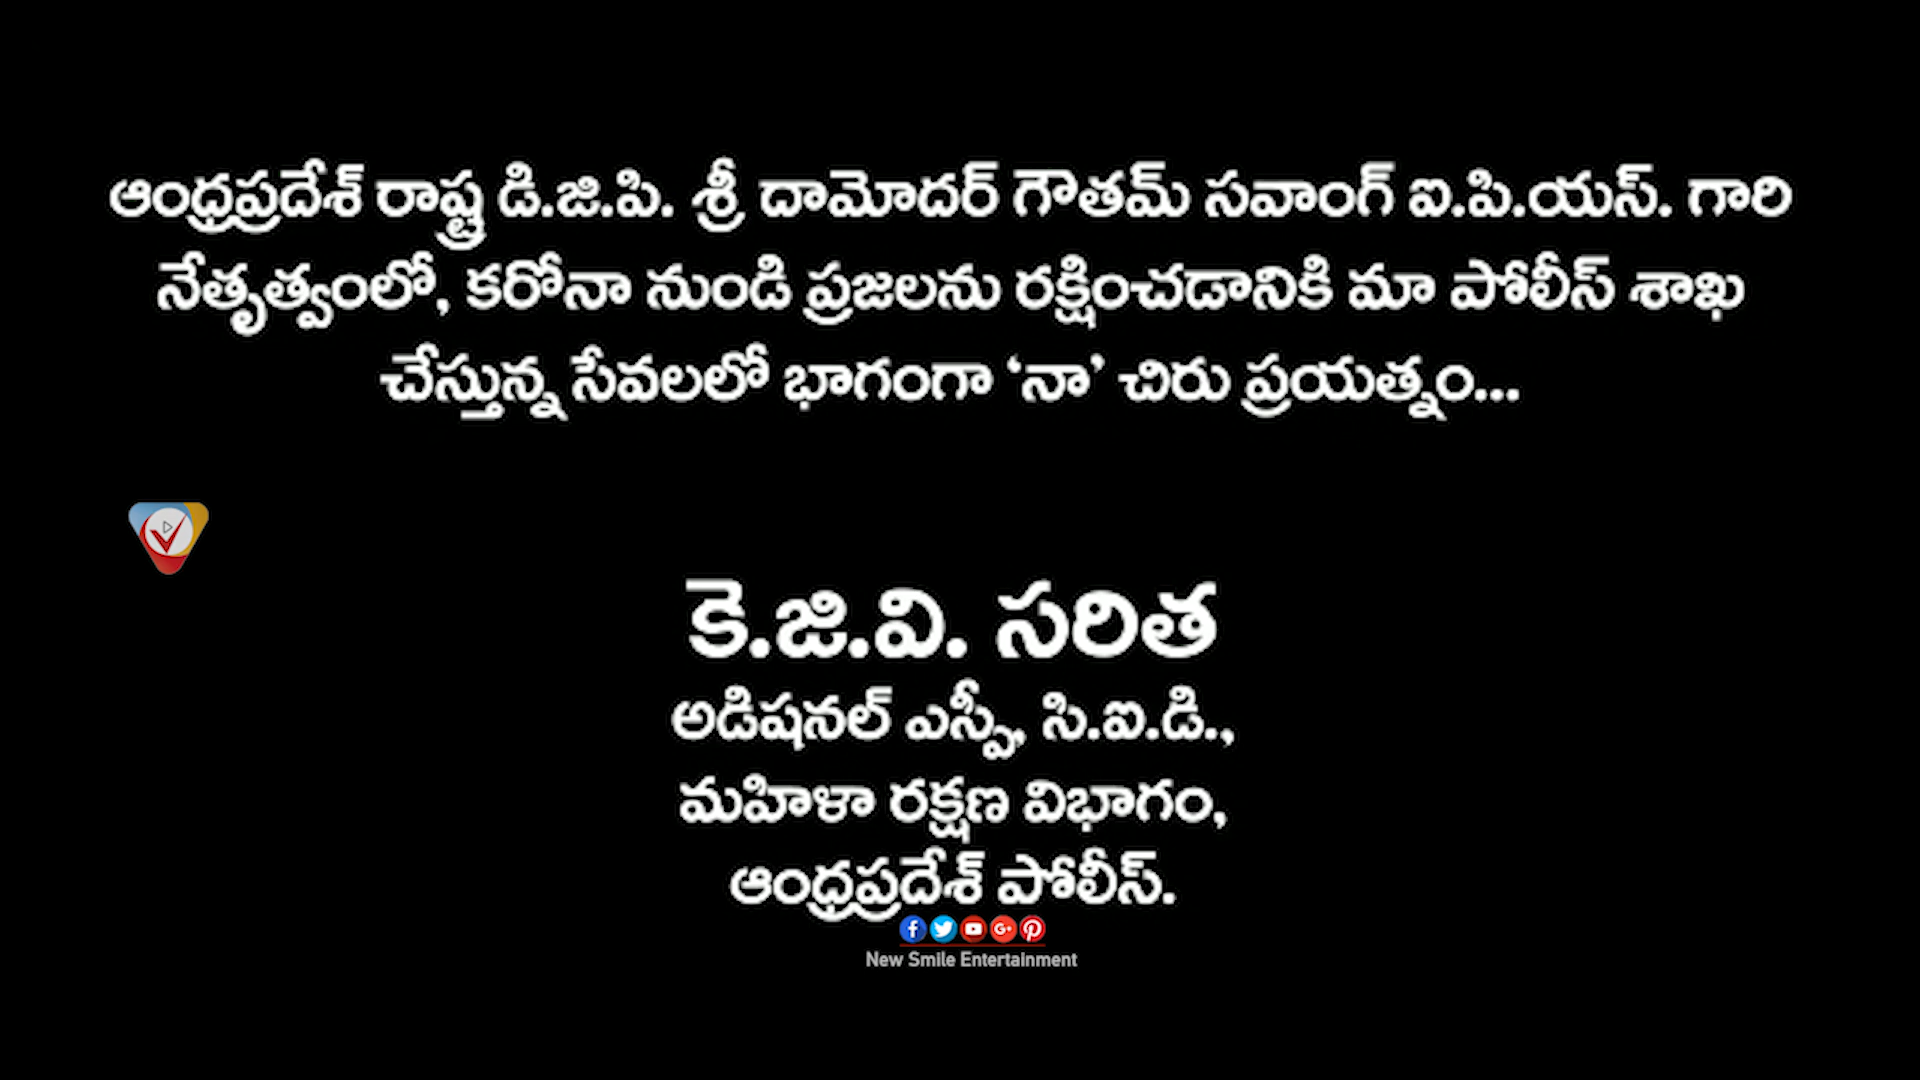 ఆంధ్రప్రదేశ్ రాష్ట్ర డి.జి.పి. శ్రీ దామోదర్ గౌతమ్ సవాంగ్ ఐ.పి.యస్. గారి
నేతృత్వంలో, కరోనా నుండి ప్రజలను రక్షించడానికి మా పోలీస్ శాఖ
చేస్తున్న సేవలలో భాగంగా ‘నా’ చిరు ప్రయత్నం...
కె.జి.వి. సరిత
అడిషనల్ ఎస్పీ, సి.ఐ.డి.,
మహిళా రక్షణ విభాగం,
ఆంధ్రప్రదేశ్ పోలీస్.
New Smile Entertainment